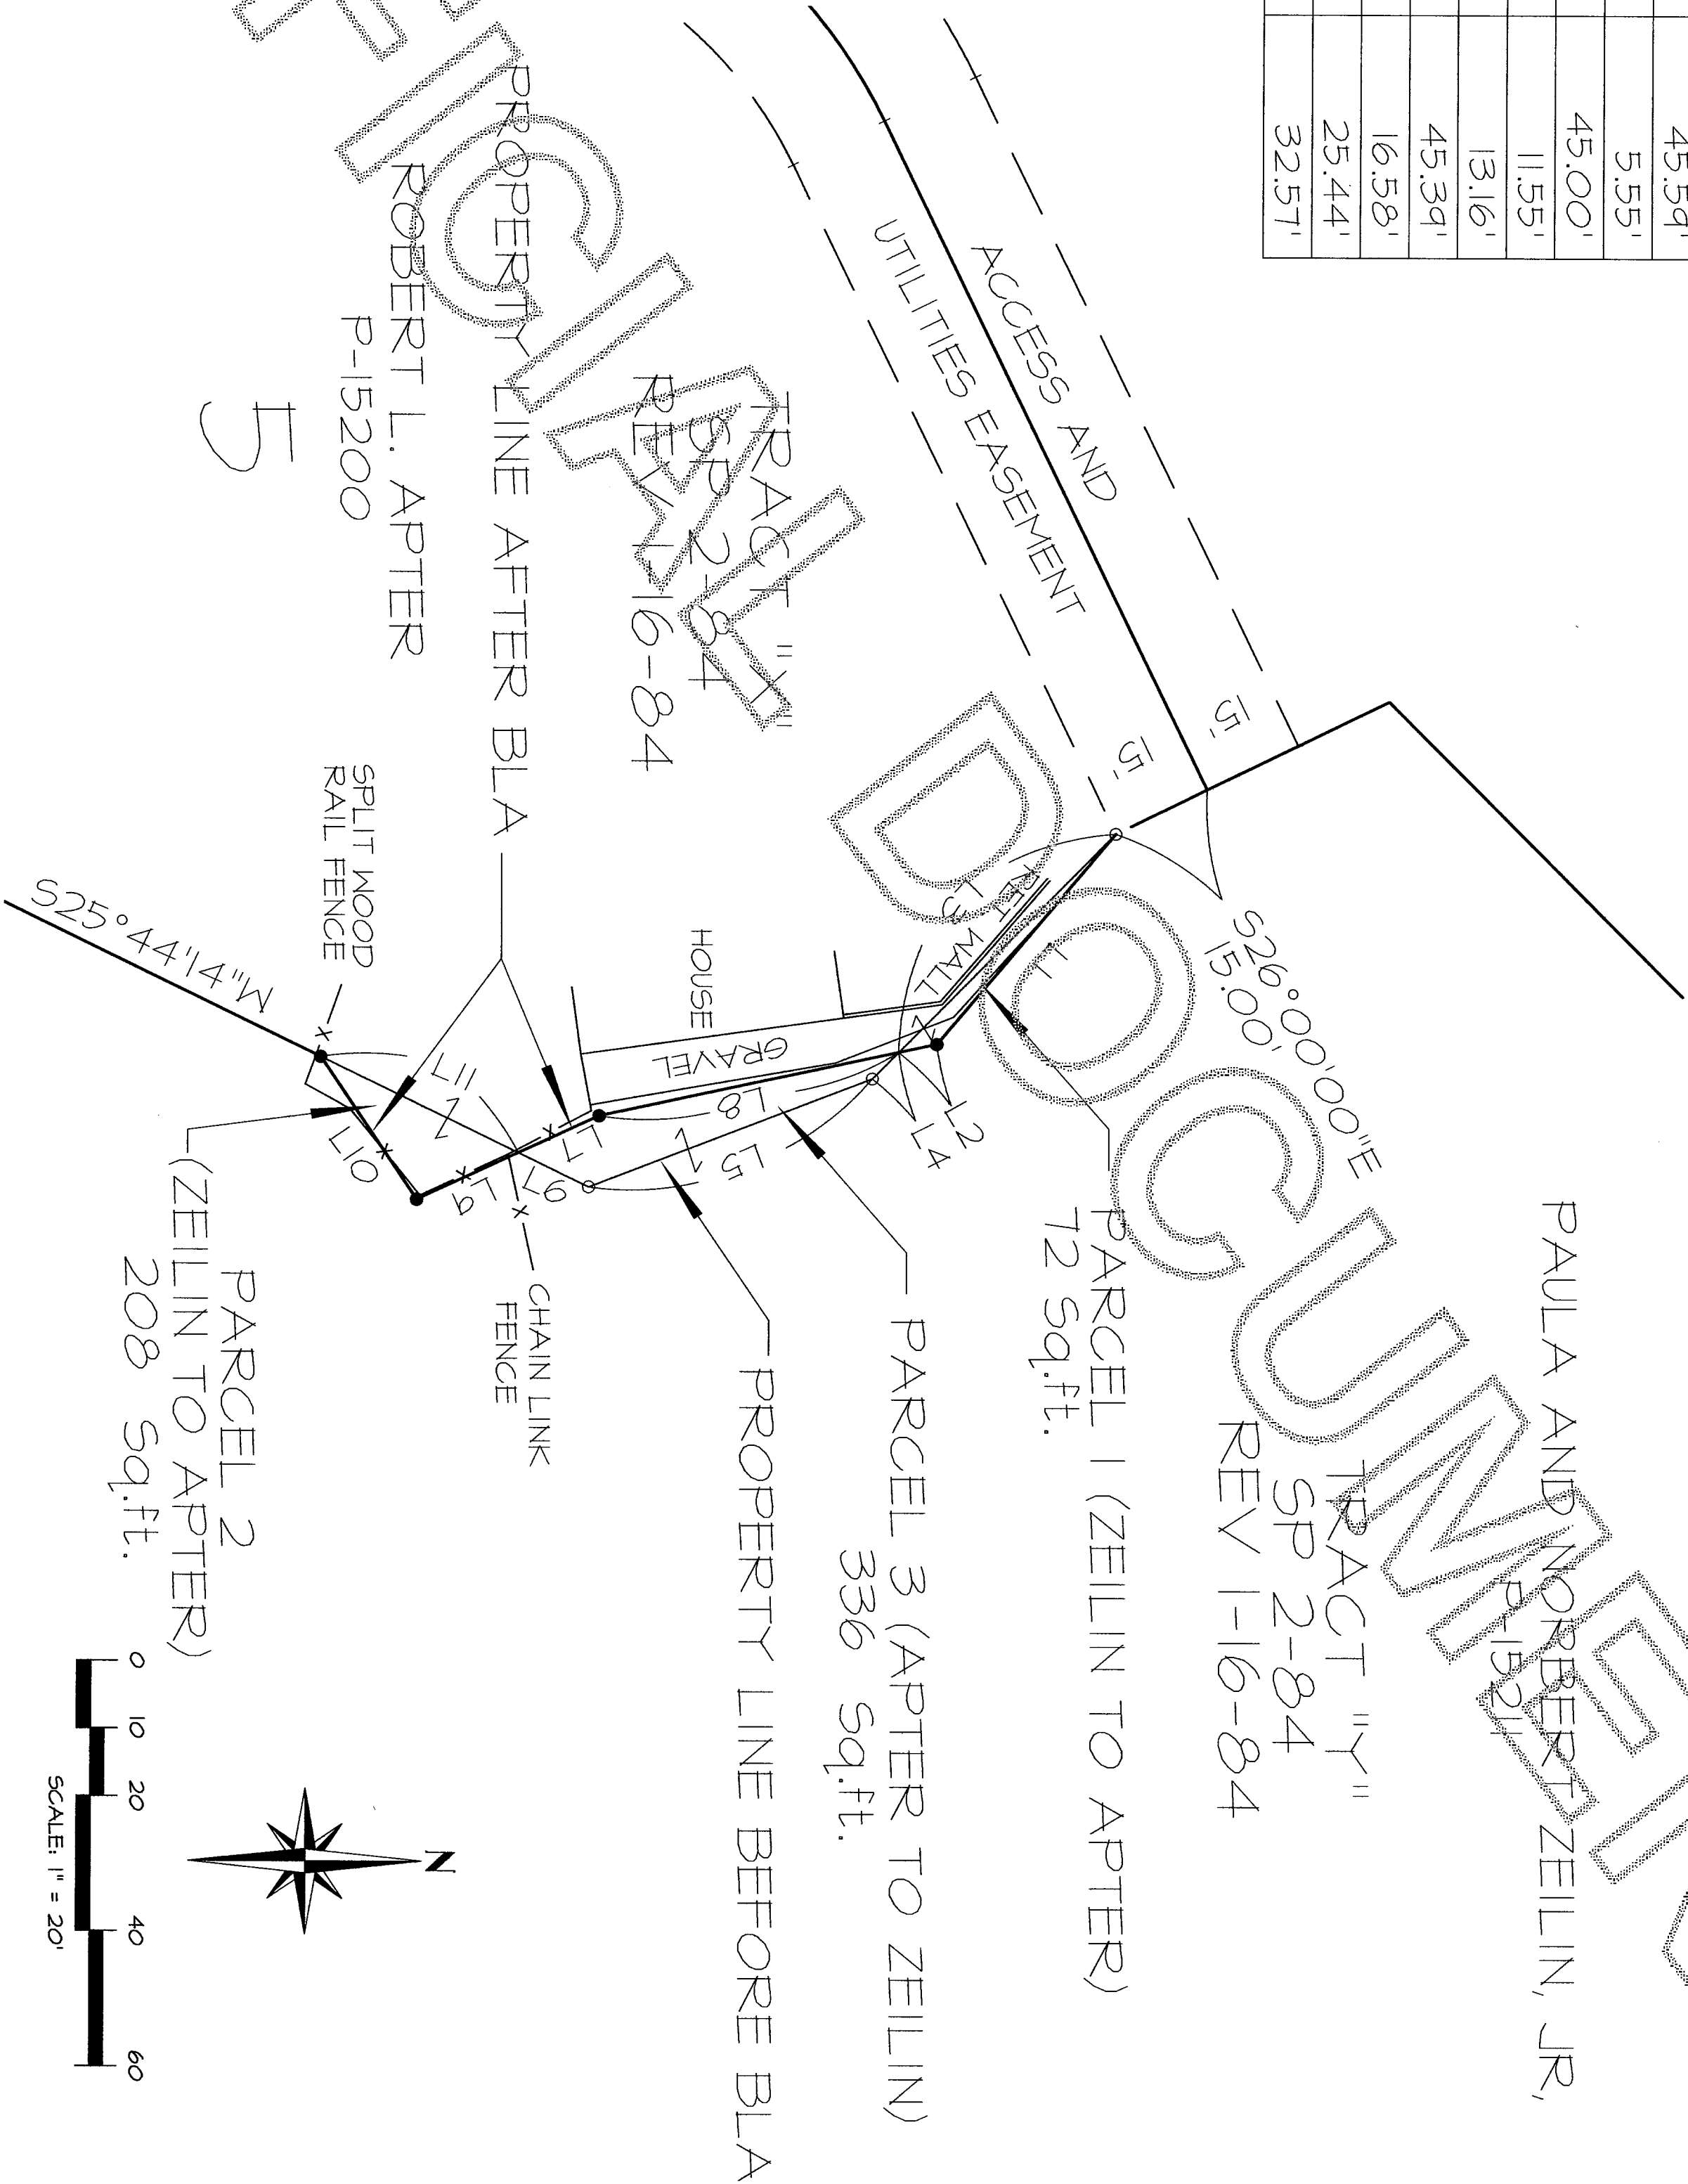 45.59'
5.55'
45.00'
11.55'
13.16'
45.39'
16.58'
25.44'
32.57'
PAULA AND NORBERT ZEILIN, JR,
P-15211
TRACT "Y"
SP 2-84
REV 1-16-84
S26°00'00"E
15.00'
ACCESS AND
UTILITIES EASEMENT
15'
15'
PARCEL 1 (ZEILIN TO APTER)
72 Sq.ft.
RET WALL
L3
L1
L2
L4
PARCEL 3 (APTER TO ZEILIN)
336 Sq.ft.
TRACT "X"
SP 2-84
REV 1-16-84
HOUSE
GRAVEL
L8
L5
PROPERTY LINE BEFORE BLA
PROPERTY LINE AFTER BLA
L7
L6
L9
CHAIN LINK
FENCE
ROBERT L. APTER
P-15200
5
L11
L10
SPLIT WOOD
RAIL FENCE
S25°44'14"W
PARCEL 2
(ZEILIN TO APTER)
208 Sq.ft.
N
0 10 20 40 60
SCALE: 1" = 20'